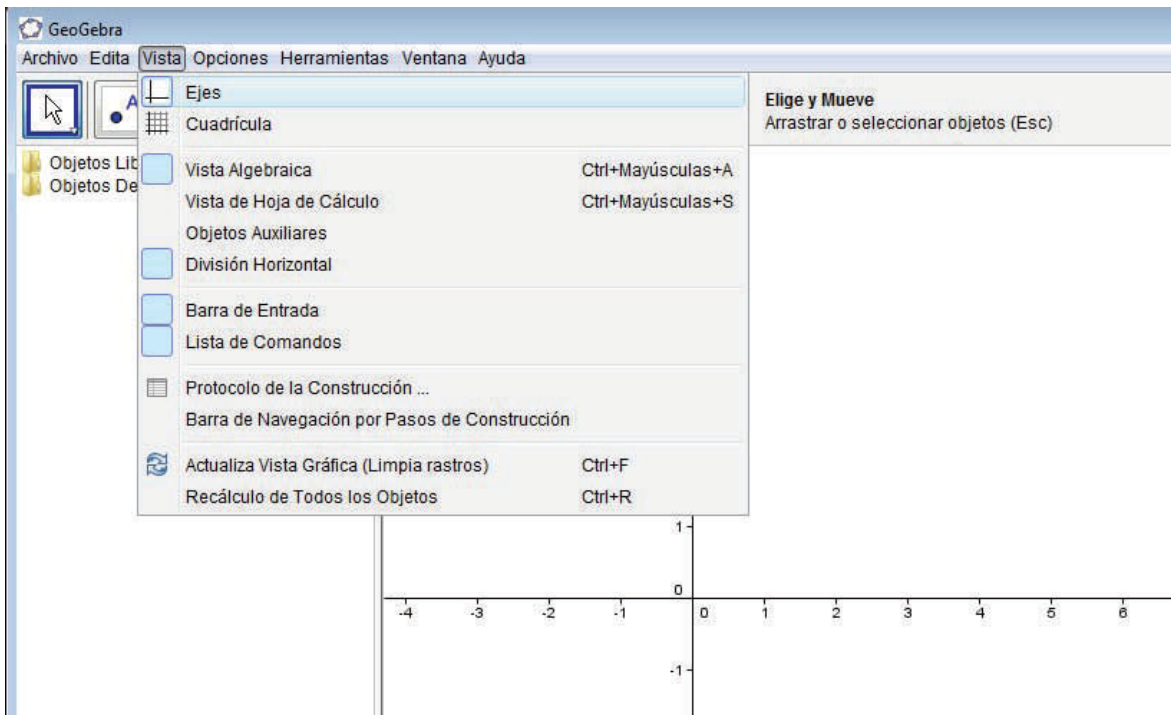 GeoGebra
Archivo Edita Vista Opciones Herramientas Ventana Ayuda
A
Elige y Mueve
Arrastrar o seleccionar objetos (Esc)
Objetos Lib
Objetos De
Ejes
Cuadrícula
Vista Algebraica Ctrl+Mayúsculas+A
Vista de Hoja de Cálculo Ctrl+Mayúsculas+S
Objetos Auxiliares
División Horizontal
Barra de Entrada
Lista de Comandos
Protocolo de la Construcción ...
Barra de Navegación por Pasos de Construcción
Actualiza Vista Gráfica (Limpia rastros) Ctrl+F
Recálculo de Todos los Objetos Ctrl+R
1
0
-4 -3 -2 -1 0 1 2 3 4 5 6
-1